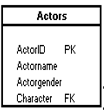 Actors
ActorID PK
Actorname
Actorgender
Character FK